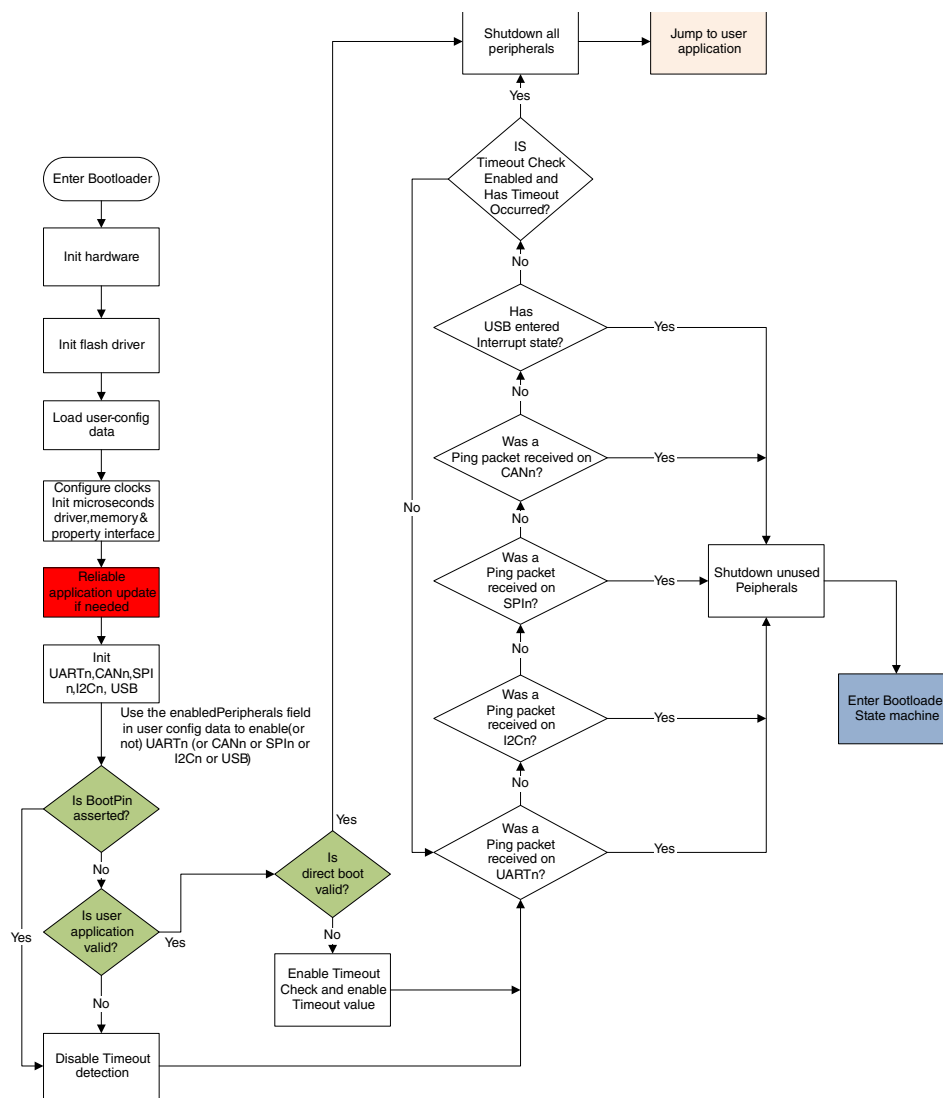 Shutdown all
peripherals
Jump to user
application
Yes
IS
Timeout Check
Enabled and
Has Timeout
Occurred?
Enter Bootloader
Init hardware
No
Has
USB entered
Interrupt state?
Yes
Init flash driver
No
Load user-config
data
Was a
Ping packet received on
CANn?
Yes
No
Configure clocks
Init microseconds
driver,memory&
property interface
No
Was a
Ping packet
received on
SPIn?
Yes
Shutdown unused
Peipherals
Reliable
application update
if needed
No
Init
UARTn,CANn,SPI
n,I2Cn, USB
Was a
Ping packet
received on
I2Cn?
Yes
Enter Bootloader
State machine
Use the enabledPeripherals field
in user config data to enable(or
not) UARTn (or CANn or SPIn or
I2Cn or USB)
No
Is BootPin
asserted?
Yes
Was a
Ping packet
received on
UARTn?
Yes
Is
direct boot
valid?
No
Is user
application
valid?
Yes
Yes
No
Enable Timeout
Check and enable
Timeout value
No
Disable Timeout
detection